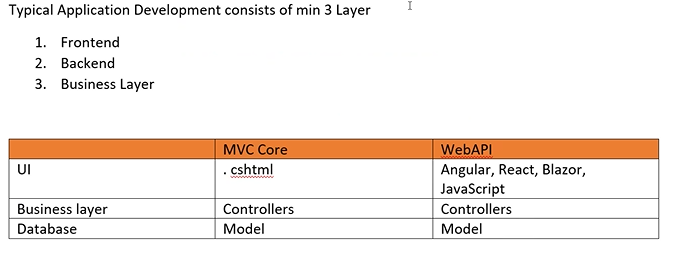 Typical Application Development consists of min 3 Layer
1. Frontend
2. Backend
3. Business Layer
MVC Core WebAPI
UI . cshtml Angular, React, Blazor,
JavaScript
Business layer Controllers Controllers
Database Model Model